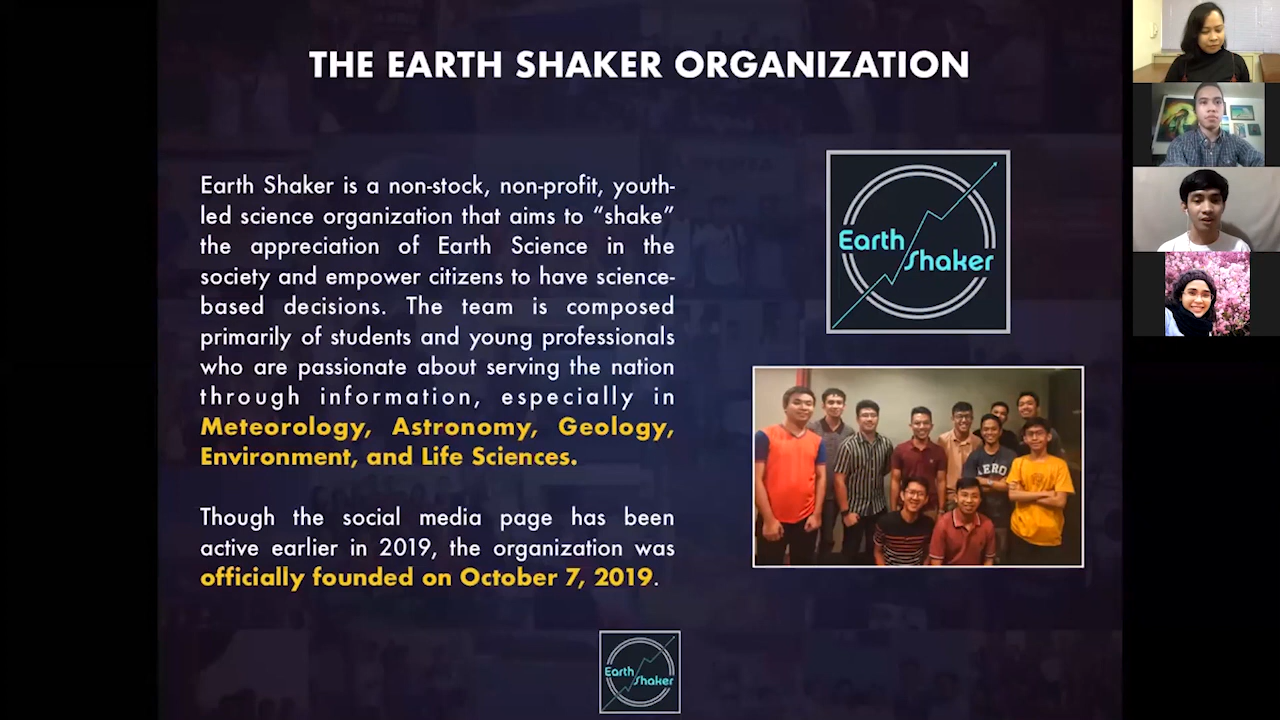 THE EARTH SHAKER ORGANIZATION
Earth Shaker is a non-stock, non-profit, youth-
led science organization that aims to “shake”
the appreciation of Earth Science in the
society and empower citizens to have science-
based decisions. The team is composed
primarily of students and young professionals
who are passionate about serving the nation
through information, especially in
Meteorology, Astronomy, Geology,
Environment, and Life Sciences.
Though the social media page has been
active earlier in 2019, the organization was
officially founded on October 7, 2019.
Earth
Shaker
AERO
Earth
Shaker